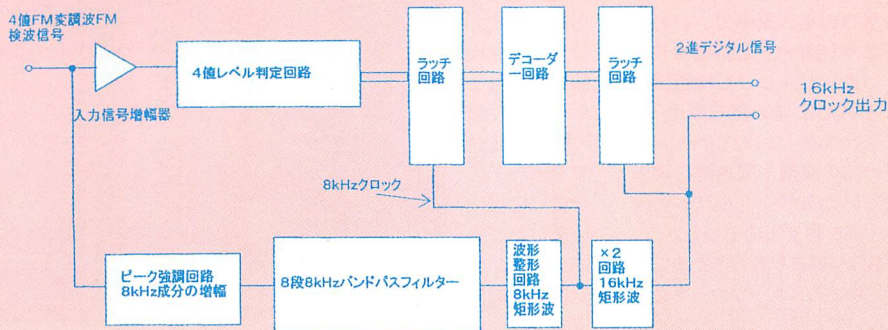 4値FM変調波FM
検波信号
入力信号増幅器
4値レベル判定回路
ラッチ
回路
デコーダ
ー回路
ラッチ
回路
2進デジタル信号
16kHz
クロック出力
8kHzクロック
ピーク強調回路
8kHz成分の増幅
8段8kHzバンドパスフィルター
波形
整形
回路
8kHz
矩形波
×2
回路
16kHz
矩形波